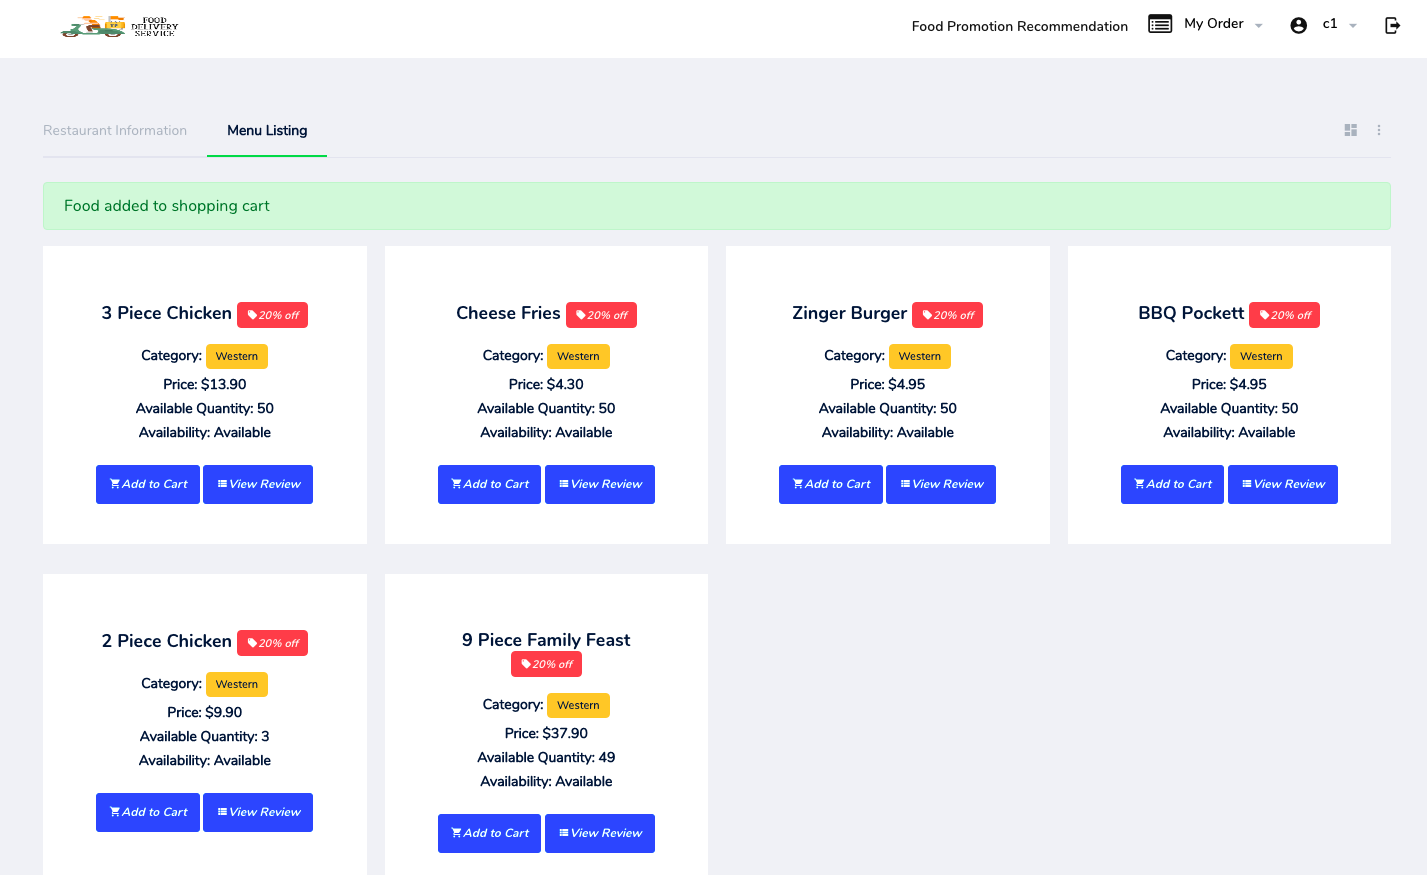 FOOD
DELIVERY
SERVICE
Food Promotion Recommendation
My Order
c1
Restaurant Information
Menu Listing
Food added to shopping cart
3 Piece Chicken 20% off
Category: Western
Price: $13.90
Available Quantity: 50
Availability: Available
Add to Cart View Review
Cheese Fries 20% off
Category: Western
Price: $4.30
Available Quantity: 50
Availability: Available
Add to Cart View Review
Zinger Burger 20% off
Category: Western
Price: $4.95
Available Quantity: 50
Availability: Available
Add to Cart View Review
BBQ Pockett 20% off
Category: Western
Price: $4.95
Available Quantity: 50
Availability: Available
Add to Cart View Review
2 Piece Chicken 20% off
Category: Western
Price: $9.90
Available Quantity: 3
Availability: Available
Add to Cart View Review
9 Piece Family Feast
20% off
Category: Western
Price: $37.90
Available Quantity: 49
Availability: Available
Add to Cart View Review